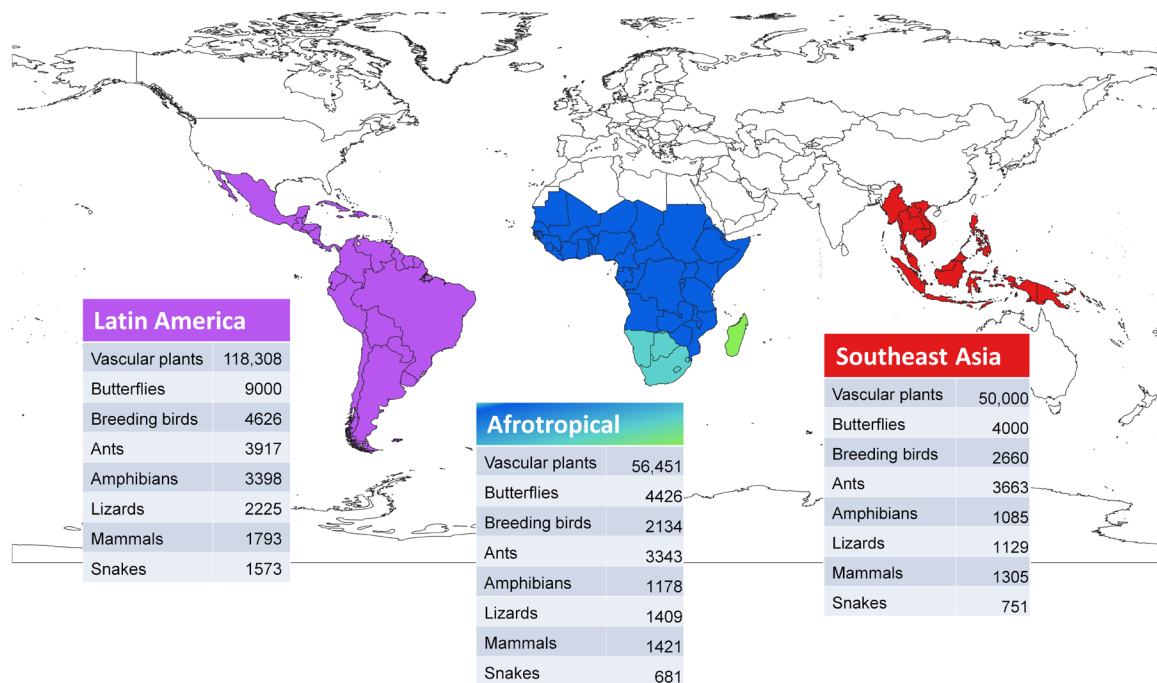 Latin America
Vascular plants 118,308
Butterflies 9000
Breeding birds 4626
Ants 3917
Amphibians 3398
Lizards 2225
Mammals 1793
Snakes 1573
Afrotropical
Vascular plants 56,451
Butterflies 4426
Breeding birds 2134
Ants 3343
Amphibians 1178
Lizards 1409
Mammals 1421
Snakes 681
Southeast Asia
Vascular plants 50,000
Butterflies 4000
Breeding birds 2660
Ants 3663
Amphibians 1085
Lizards 1129
Mammals 1305
Snakes 751